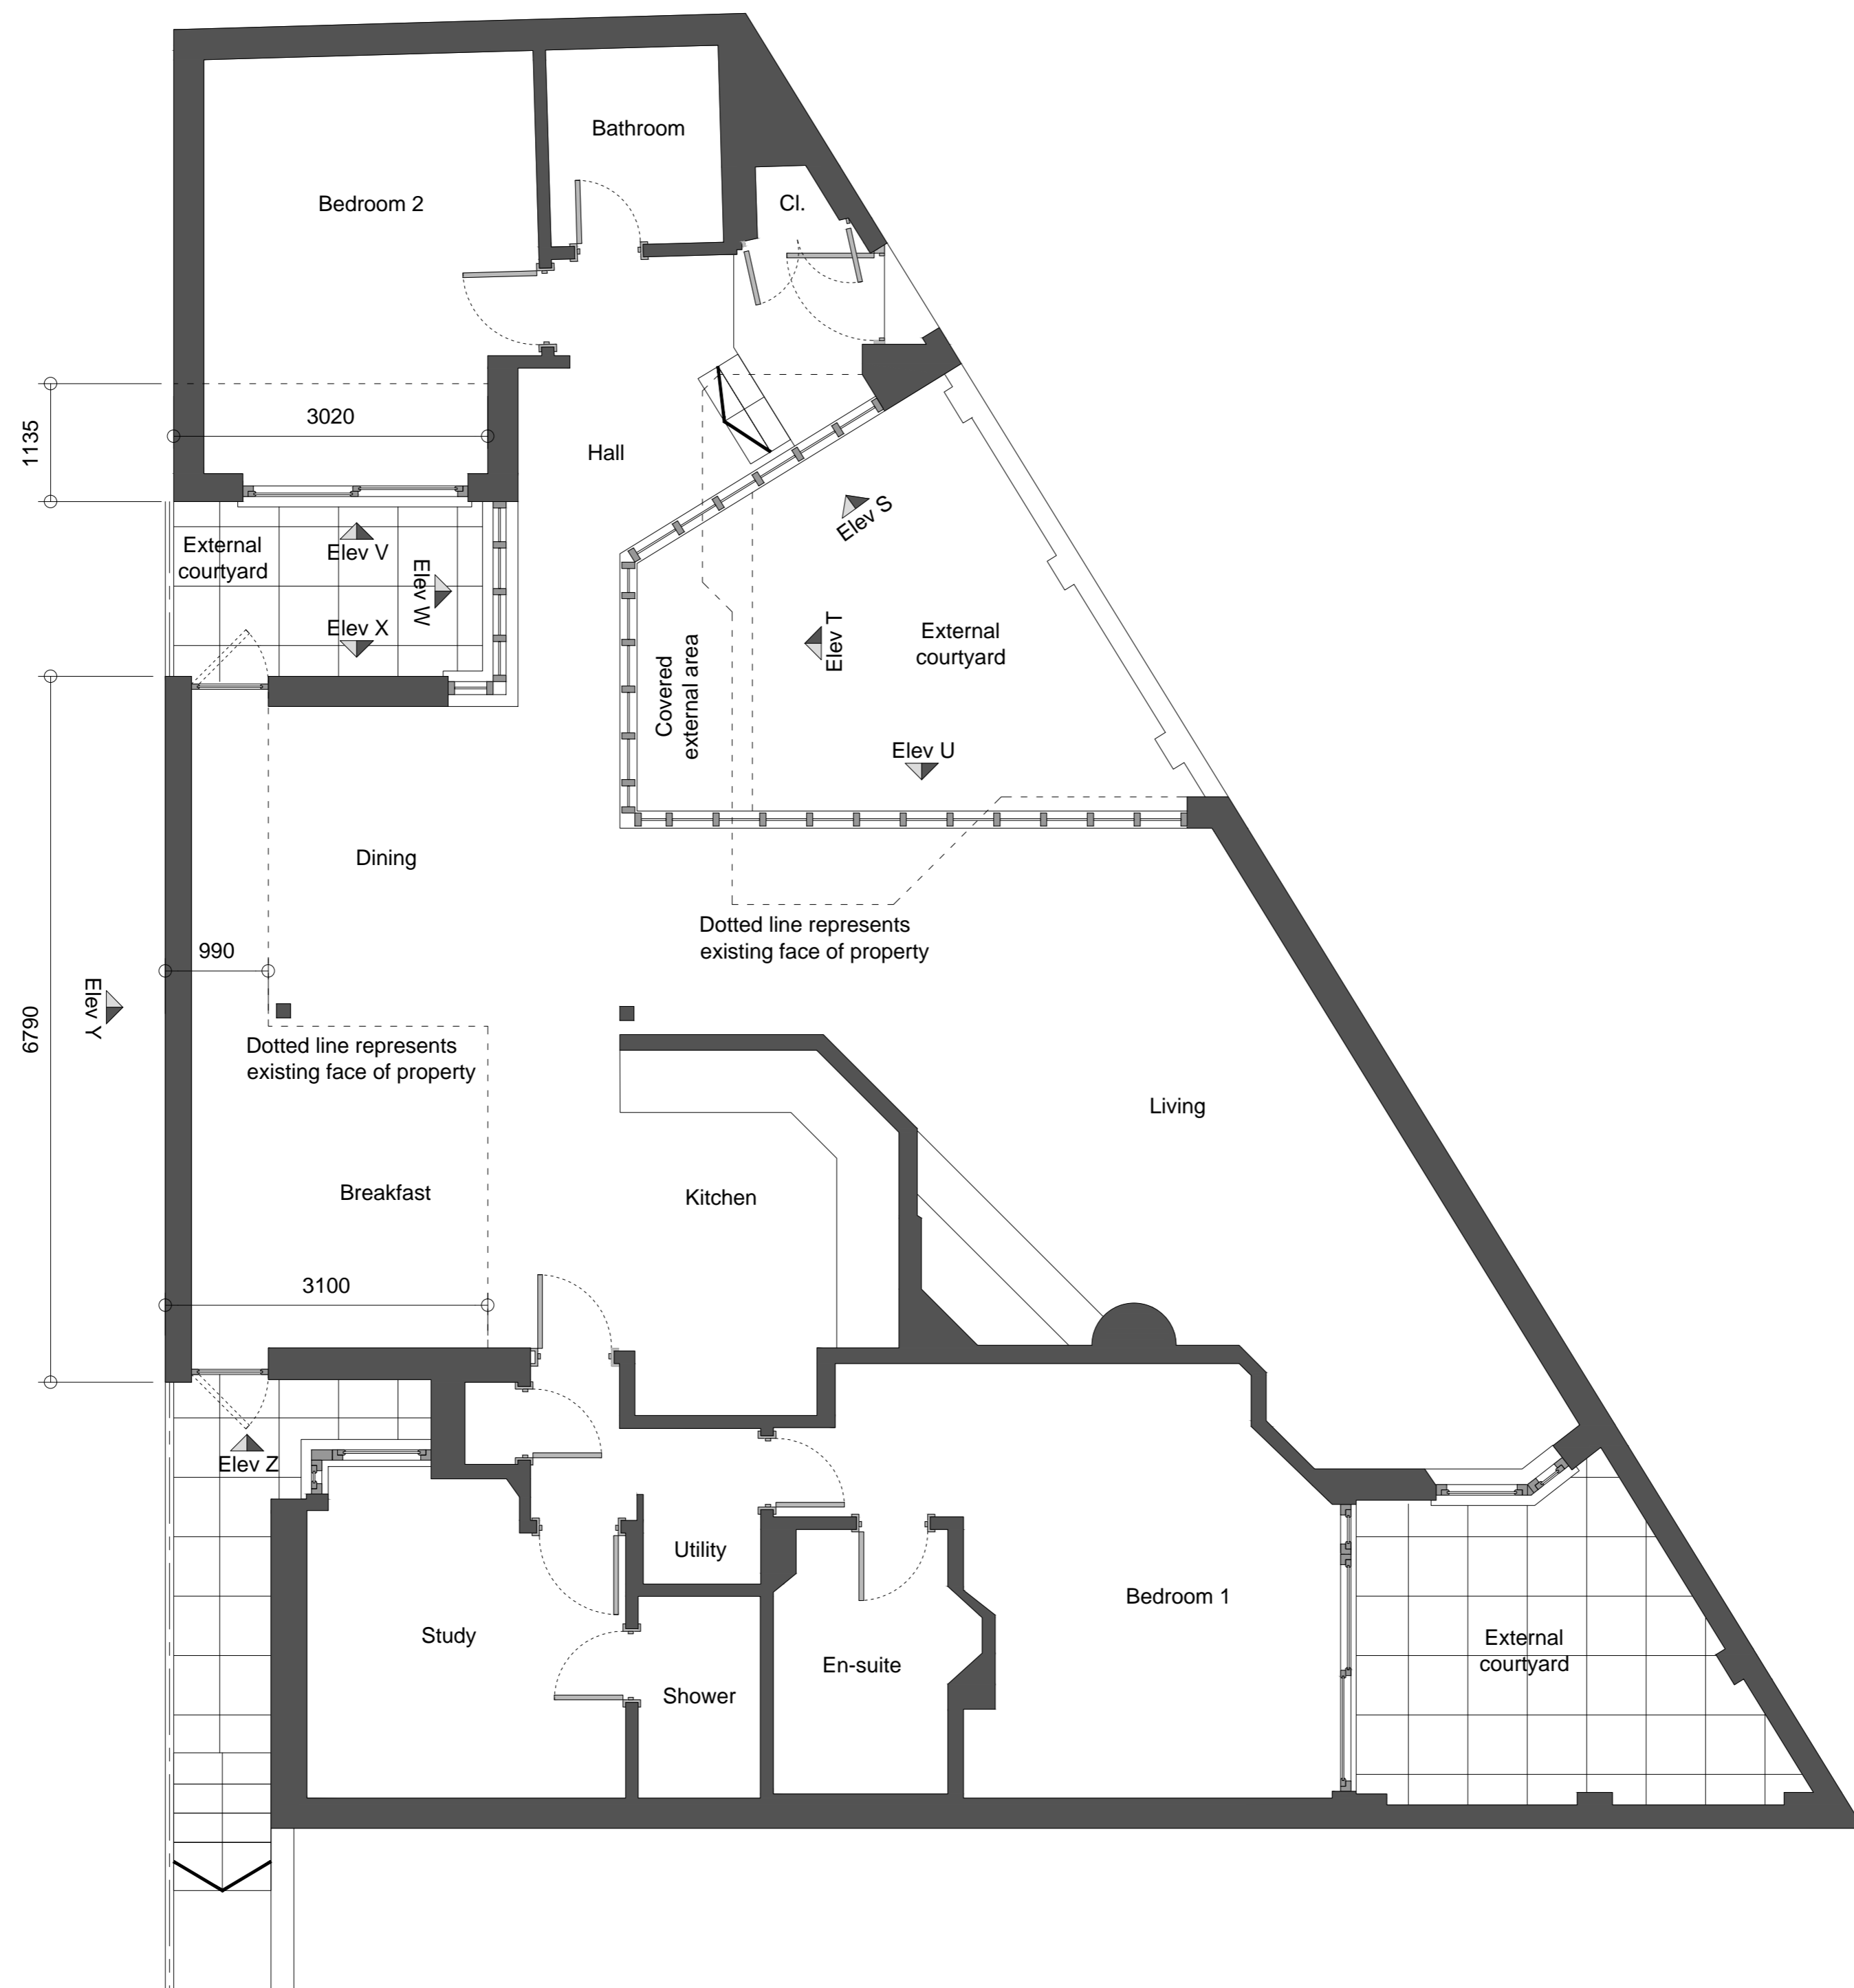 Bathroom
Bedroom 2
Cl.
3020
1135
Hall
Elev S
External
courtyard
Elev V
Elev W
Elev X
Elev T
External
courtyard
Covered
external area
Elev U
Dining
Dotted line represents
existing face of property
990
Elev Y
6790
Dotted line represents
existing face of property
Living
Breakfast
Kitchen
3100
Elev Z
Utility
Bedroom 1
Study
En-suite
Shower
External
courtyard